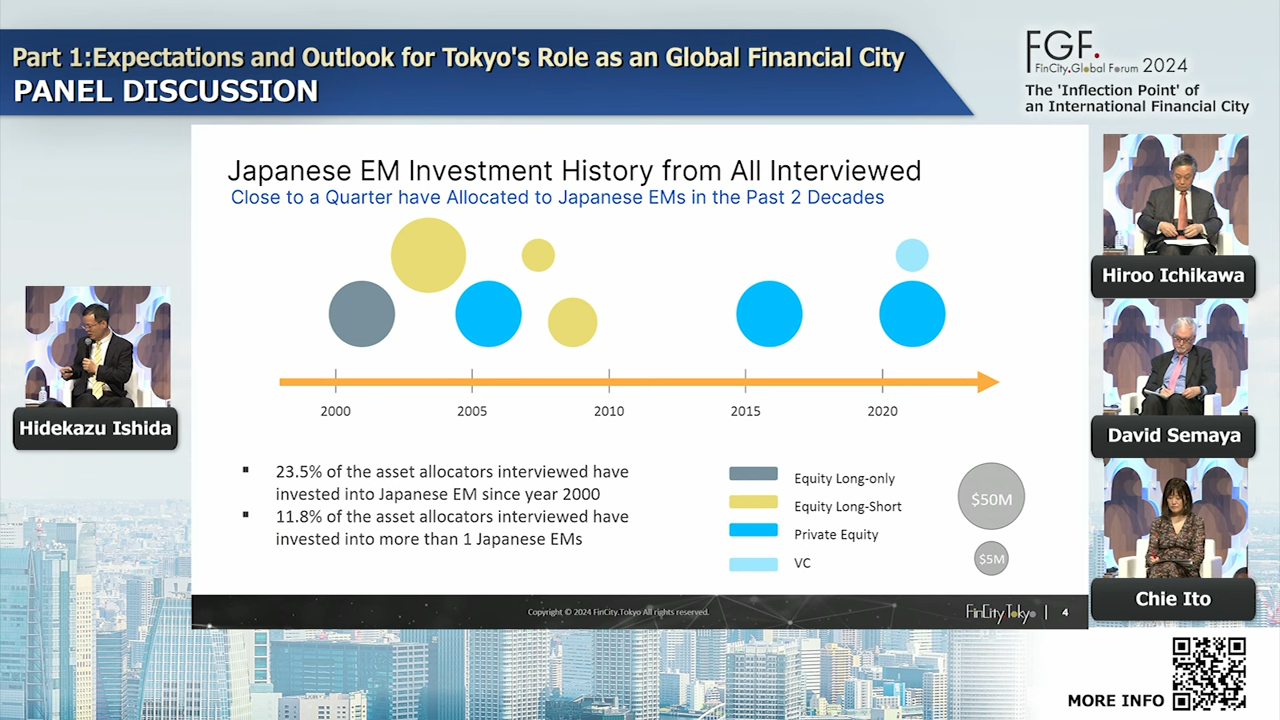 Part 1:Expectations and Outlook for Tokyo's Role as an Global Financial City
PANEL DISCUSSION
FGF.
FinCity.Global Forum 2024
The 'Inflection Point' of
an International Financial City
Japanese EM Investment History from All Interviewed
Close to a Quarter have Allocated to Japanese EMs in the Past 2 Decades
2000
2005
2010
2015
2020
▪ 23.5% of the asset allocators interviewed have
invested into Japanese EM since year 2000
▪ 11.8% of the asset allocators interviewed have
invested into more than 1 Japanese EMs
Equity Long-only
Equity Long-Short
Private Equity
VC
$50M
$5M
Copyright © 2024 FinCity.Tokyo All rights reserved.
FinCity.Tokyo | 4
Hidekazu Ishida
Hiroo Ichikawa
David Semaya
Chie Ito
MORE INFO